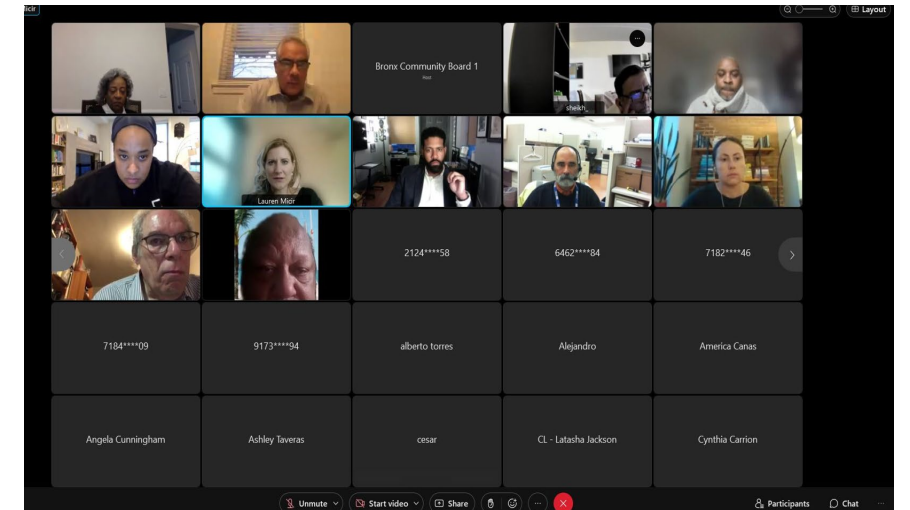 Micir
Layout
Bronx Community Board 1
Host
sheikh_
Lauren Micir
2124****58
6462****84
7182****46
7184****09
9173****94
alberto torres
Alejandro
America Canas
Angela Cunningham
Ashley Taveras
cesar
CL - Latasha Jackson
Cynthia Carrion
Unmute
Start video
Share
Participants
Chat